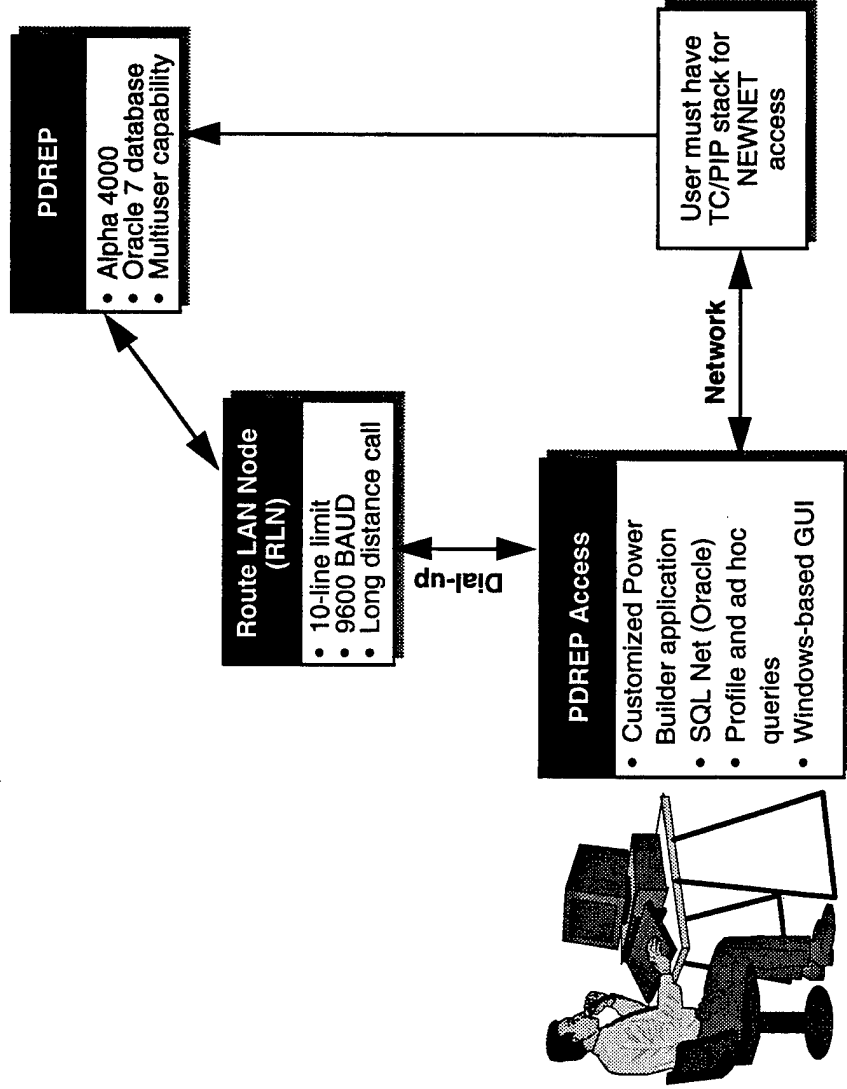 PDREP
• Alpha 4000
• Oracle 7 database
• Multiuser capability
Route LAN Node
(RLN)
• 10-line limit
• 9600 BAUD
• Long distance call
Dial-up
PDREP Access
• Customized Power
Builder application
• SQL Net (Oracle)
• Profile and ad hoc
queries
• Windows-based GUI
Network
User must have
TC/PIP stack for
NEWNET
access